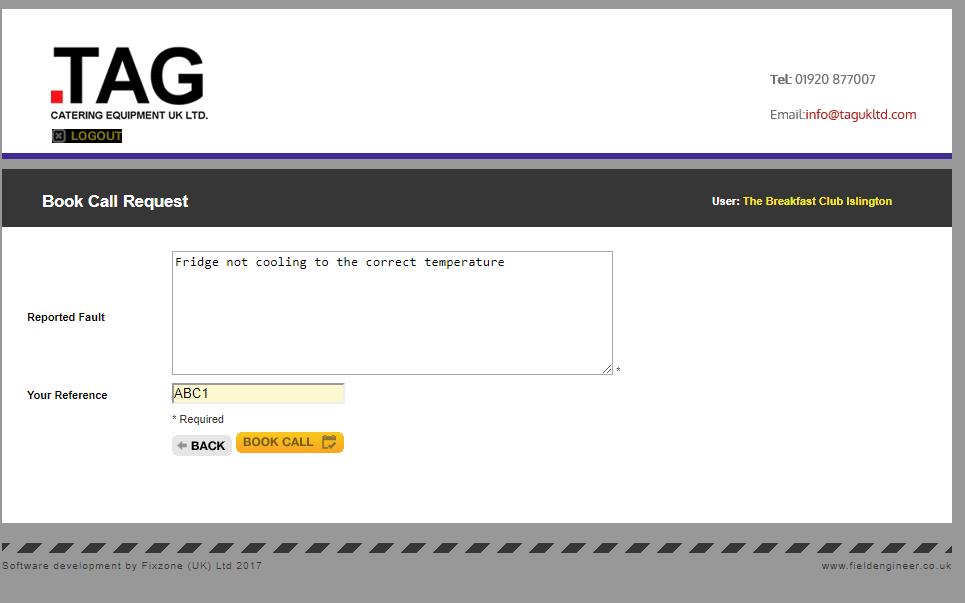 .TAG
CATERING EQUIPMENT UK LTD.
LOGOUT
Tel: 01920 877007
Email:info@tagukltd.com
Book Call Request
User: The Breakfast Club Islington
Fridge not cooling to the correct temperature
Reported Fault
*
Your Reference
ABC1
* Required
BACK
BOOK CALL
Software development by Fixzone (UK) Ltd 2017
www.fieldengineer.co.uk